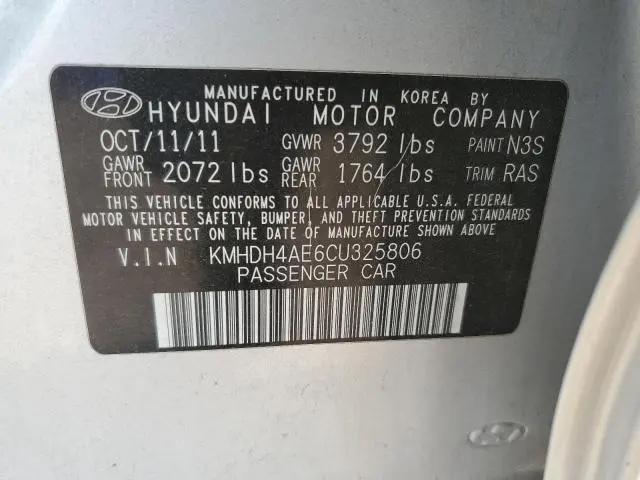 MANUFACTURED IN KOREA BY
HYUNDAI MOTOR COMPANY
OCT/11/11 GVWR 3792 lbs PAINT N3S
GAWR FRONT 2072 lbs GAWR REAR 1764 lbs TRIM RAS
THIS VEHICLE CONFORMS TO ALL APPLICABLE U.S.A. FEDERAL
MOTOR VEHICLE SAFETY, BUMPER, AND THEFT PREVENTION STANDARDS
IN EFFECT ON THE DATE OF MANUFACTURE SHOWN ABOVE
V.I.N KMHDH4AE6CU325806
PASSENGER CAR